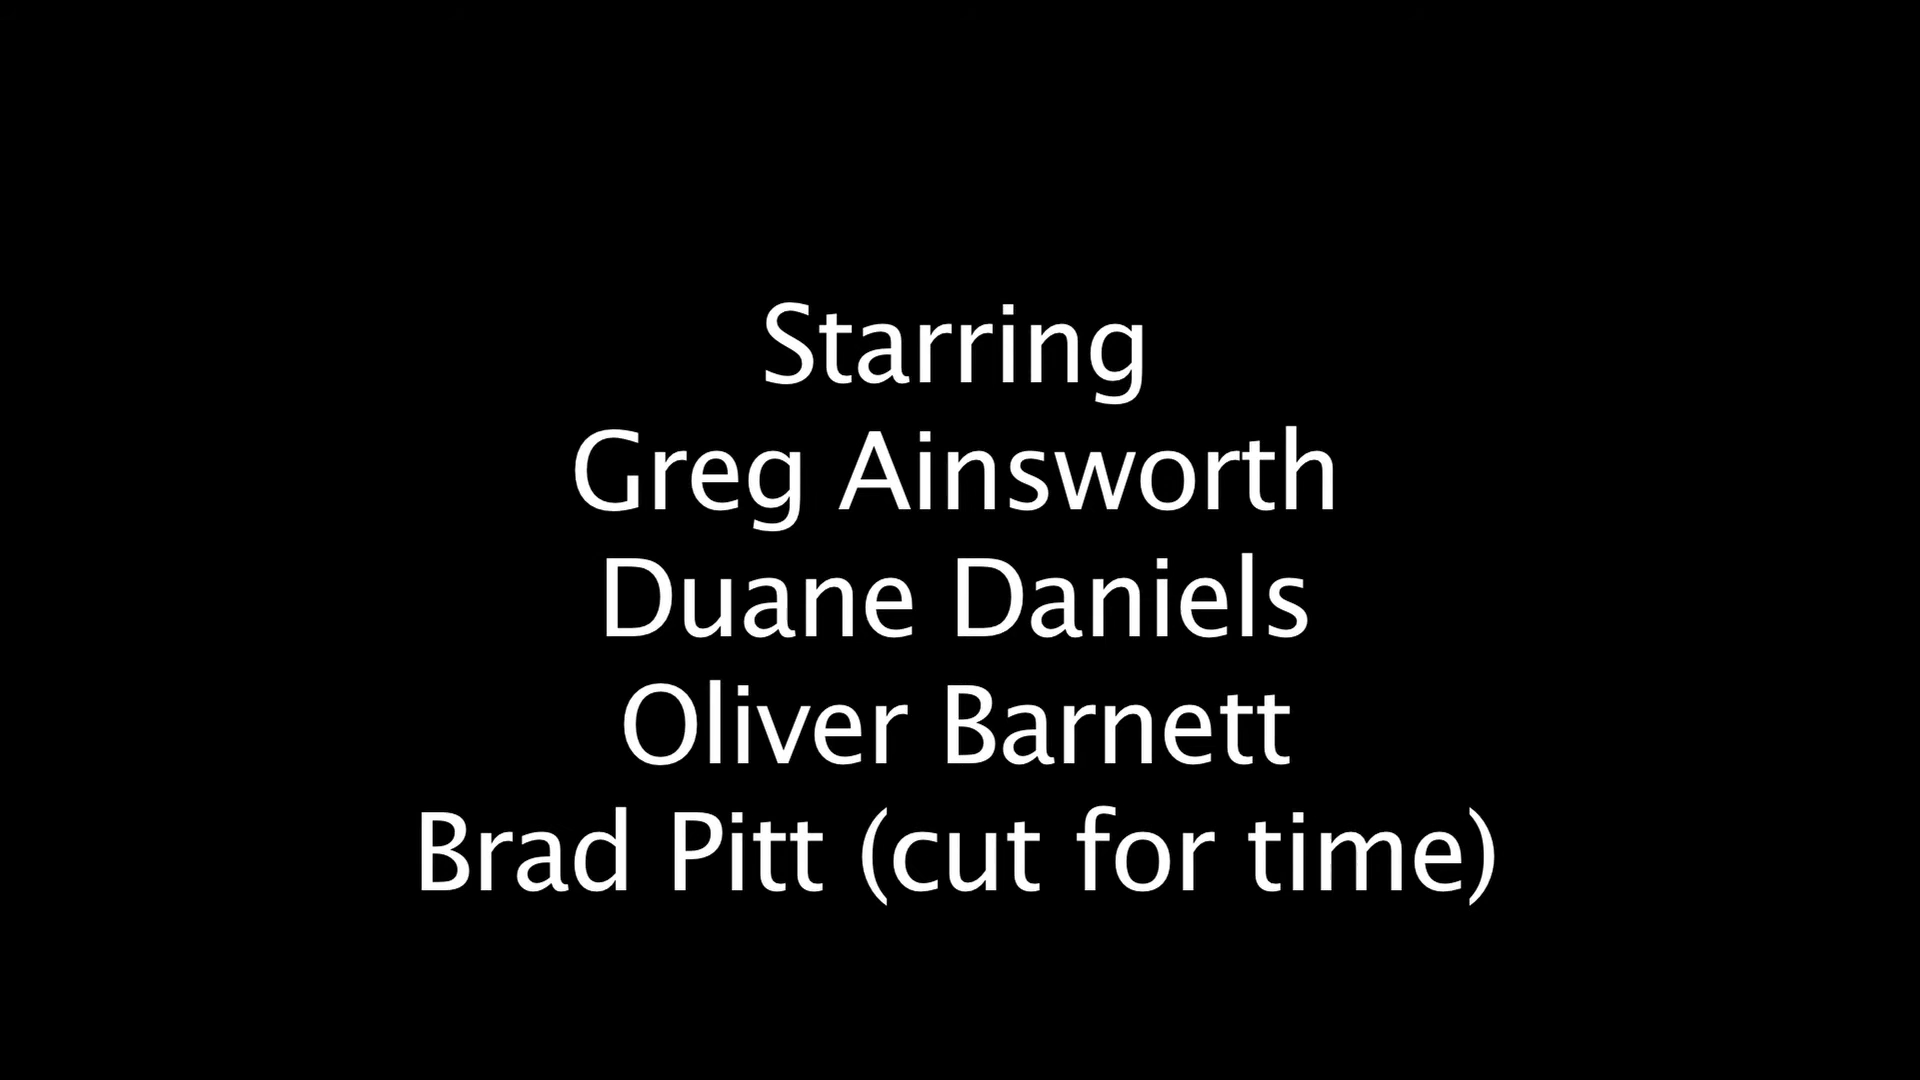 Starring
Greg Ainsworth
Duane Daniels
Oliver Barnett
Brad Pitt (cut for time)